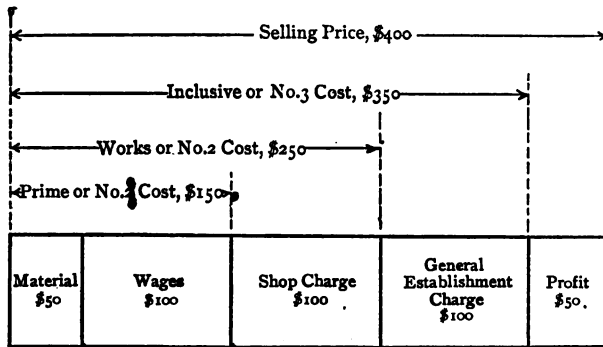 Selling Price, $400
Inclusive or No.3 Cost, $350
Works or No.2 Cost, $250
Prime or No. Cost, $150
Material
$50
Wages
$100
Shop Charge
$100
General
Establishment
Charge
$100
Profit
$50.